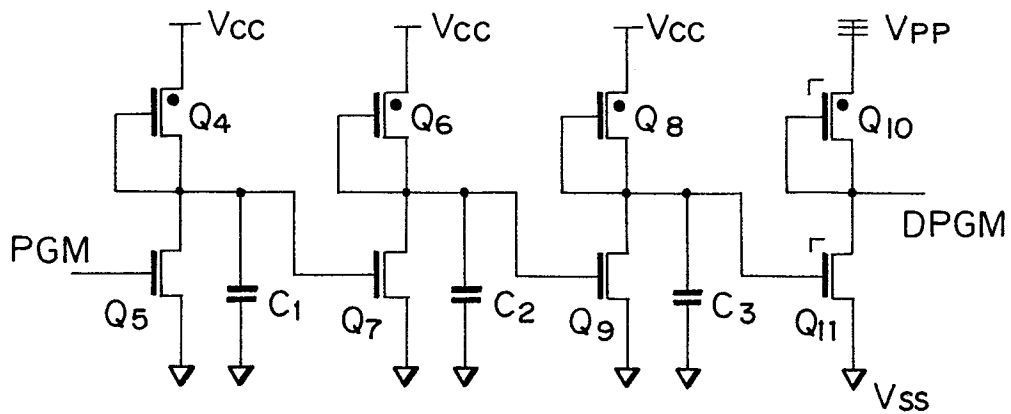 VCC VCC VCC VPP
Q4 Q6 Q8 Q10
PGM DPGM
Q5 C1 Q7 C2 Q9 C3 Q11
VSS